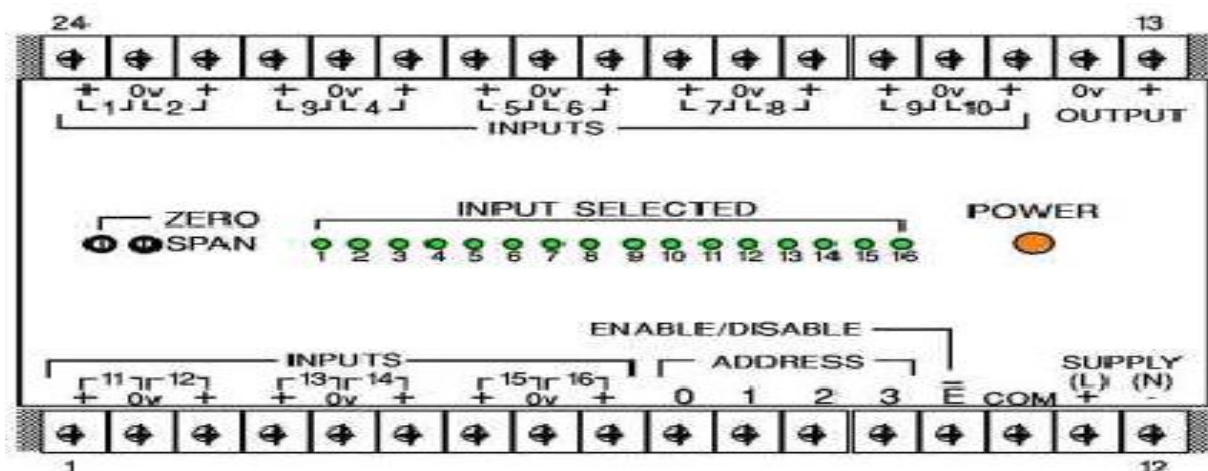 24 13
+ 0v + + 0v + + 0v + + 0v + + 0v + 0v +
1 2 3 4 5 6 7 8 9 10 OUTPUT
INPUTS
ZERO INPUT SELECTED POWER
SPAN
1 2 3 4 5 6 7 8 9 10 11 12 13 14 15 16
ENABLE/DISABLE
INPUTS ADDRESS SUPPLY
11 12 13 14 15 16 (L) (N)
+ 0v + + 0v + + 0v + 0 1 2 3 E COM + -
1 12